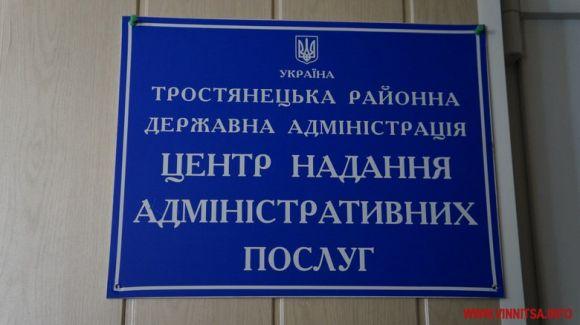 УКРАЇНА
ТРОСТЯНЕЦЬКА РАЙОННА
ДЕРЖАВНА АДМІНІСТРАЦІЯ
ЦЕНТР НАДАННЯ
АДМІНІСТРАТИВНИХ
ПОСЛУГ
WWW.VINNITSA.INFO